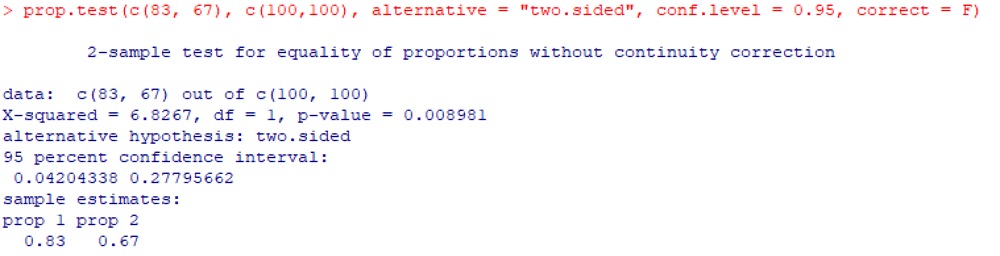 > prop.test(c(83, 67), c(100,100), alternative = "two.sided", conf.level = 0.95, correct = F)
2-sample test for equality of proportions without continuity correction
data:  c(83, 67) out of c(100, 100)
X-squared = 6.8267, df = 1, p-value = 0.008981
alternative hypothesis: two.sided
95 percent confidence interval:
0.04204338 0.27795662
sample estimates:
prop 1 prop 2
0.83   0.67